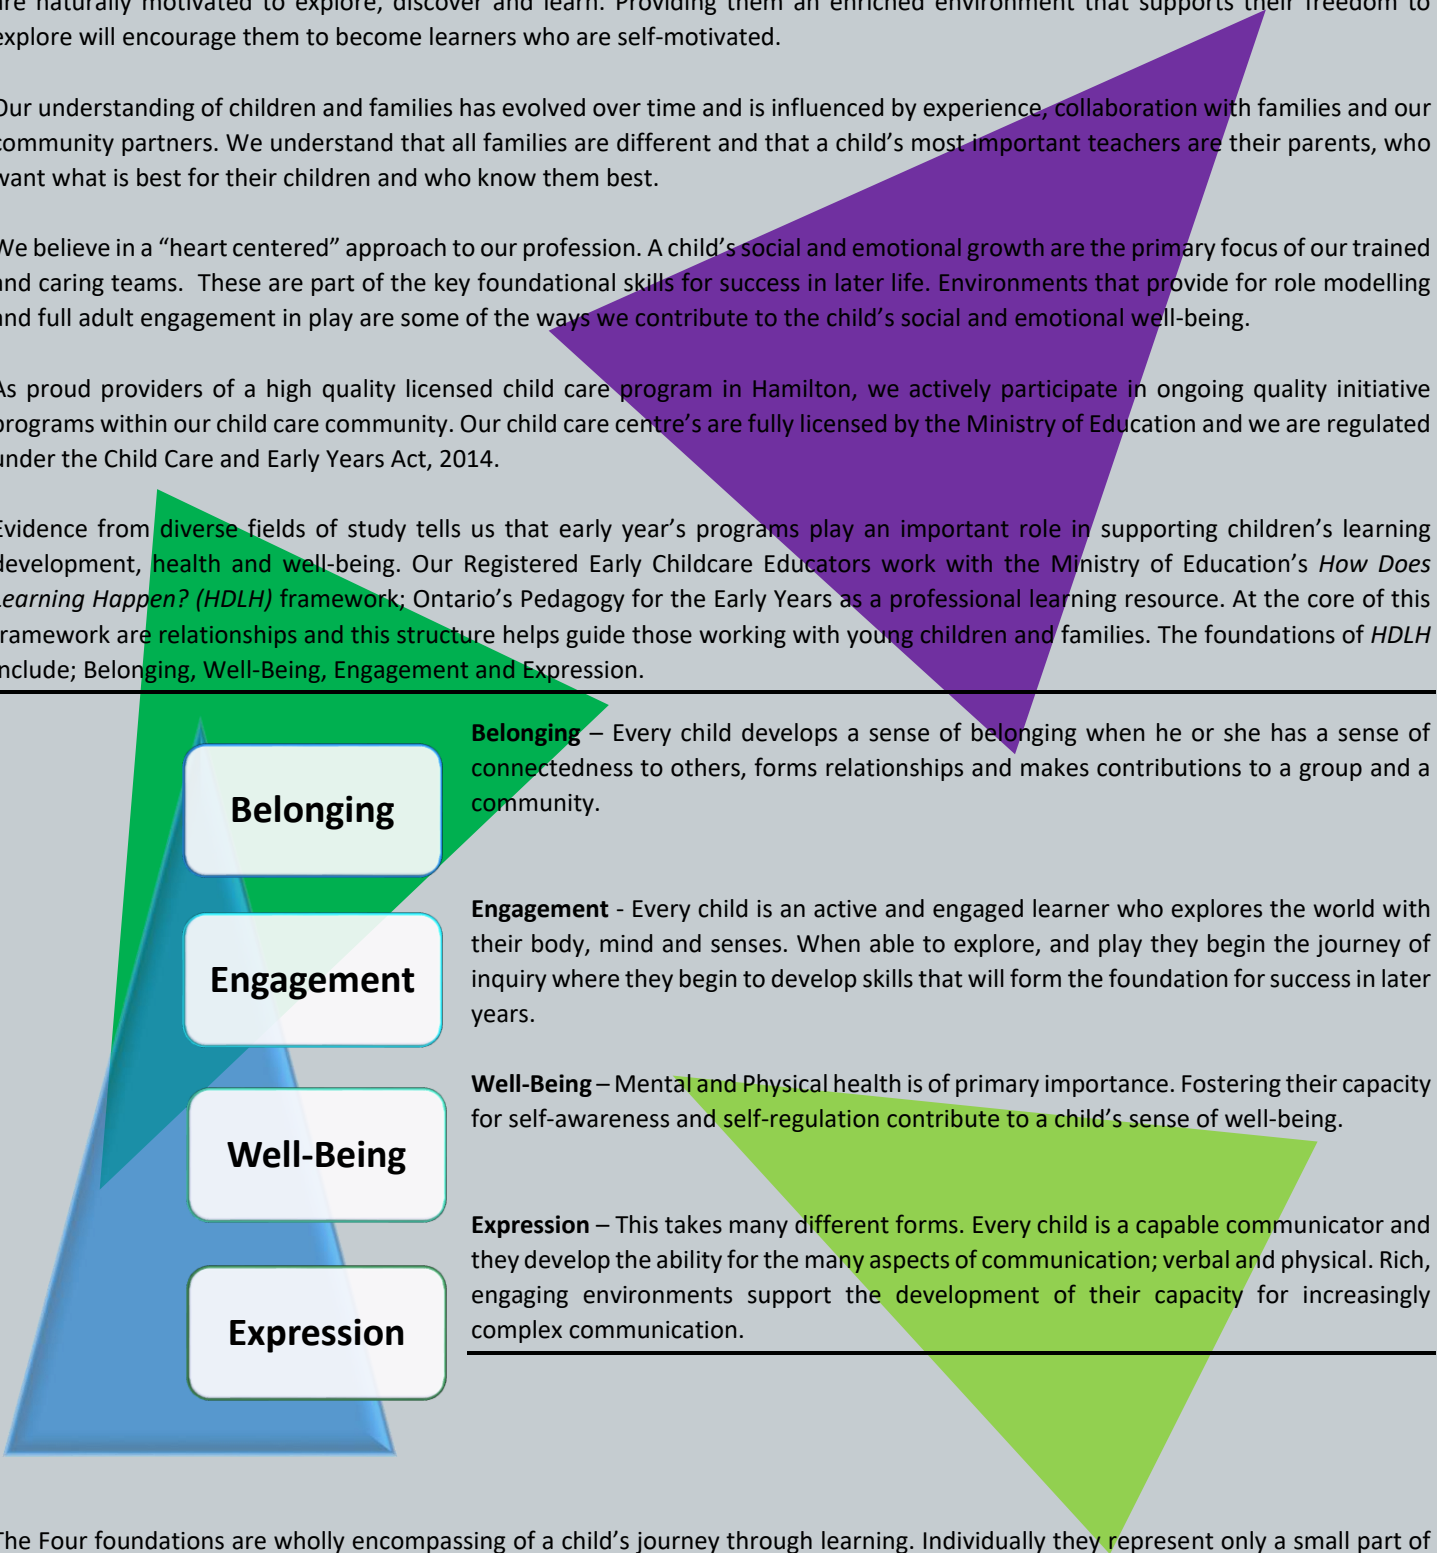 are naturally motivated to explore, discover and learn. Providing them an enriched environment that supports their freedom to
explore will encourage them to become learners who are self-motivated.
Our understanding of children and families has evolved over time and is influenced by experience, collaboration with families and our
community partners. We understand that all families are different and that a child's most important teachers are their parents, who
want what is best for their children and who know them best.
We believe in a “heart centered” approach to our profession. A child's social and emotional growth are the primary focus of our trained
and caring teams. These are part of the key foundational skills for success in later life. Environments that provide for role modelling
and full adult engagement in play are some of the ways we contribute to the child's social and emotional well-being.
As proud providers of a high quality licensed child care program in Hamilton, we actively participate in ongoing quality initiative
programs within our child care community. Our child care centre's are fully licensed by the Ministry of Education and we are regulated
under the Child Care and Early Years Act, 2014.
Evidence from diverse fields of study tells us that early year's programs play an important role in supporting children's learning
development, health and well-being. Our Registered Early Childcare Educators work with the Ministry of Education's How Does
Learning Happen? (HDLH) framework; Ontario's Pedagogy for the Early Years as a professional learning resource. At the core of this
framework are relationships and this structure helps guide those working with young children and families. The foundations of HDLH
include; Belonging, Well-Being, Engagement and Expression.
Belonging
Belonging – Every child develops a sense of belonging when he or she has a sense of
connectedness to others, forms relationships and makes contributions to a group and a
community.
Engagement
Engagement - Every child is an active and engaged learner who explores the world with
their body, mind and senses. When able to explore, and play they begin the journey of
inquiry where they begin to develop skills that will form the foundation for success in later
years.
Well-Being
Well-Being – Mental and Physical health is of primary importance. Fostering their capacity
for self-awareness and self-regulation contribute to a child's sense of well-being.
Expression
Expression – This takes many different forms. Every child is a capable communicator and
they develop the ability for the many aspects of communication; verbal and physical. Rich,
engaging environments support the development of their capacity for increasingly
complex communication.
The Four foundations are wholly encompassing of a child's journey through learning. Individually they represent only a small part of